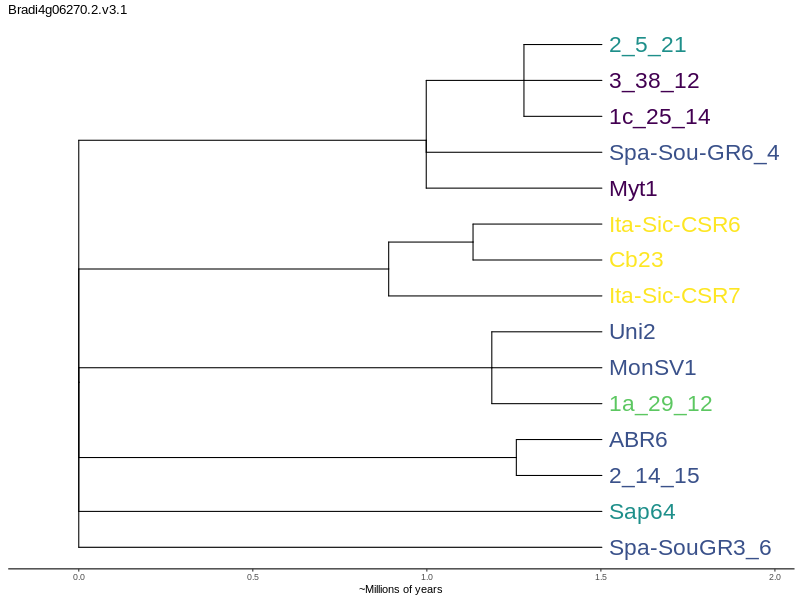 Bradi4g06270.2.v3.1
2_5_21
3_38_12
1c_25_14
Spa-Sou-GR6_4
Myt1
Ita-Sic-CSR6
Cb23
Ita-Sic-CSR7
Uni2
MonSV1
1a_29_12
ABR6
2_14_15
Sap64
Spa-SouGR3_6
0.0 0.5 1.0 1.5 2.0
~Millions of years